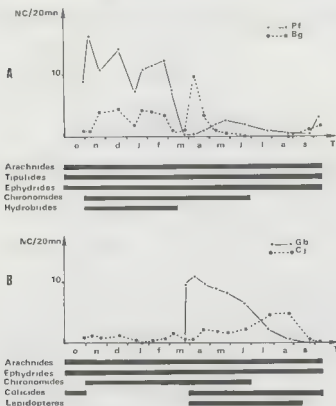 NC/20mn
Pf
Bg
A
10
o n d j f m a m j j a s T
Arachnides
Tipulides
Ephydrides
Chironomides
Hydrobiides
NC/20mn
Gb
Cj
B
10
o n d j f m a m j j a s T
Arachnides
Ephydrides
Chironomides
Culicides
Lepidopteres